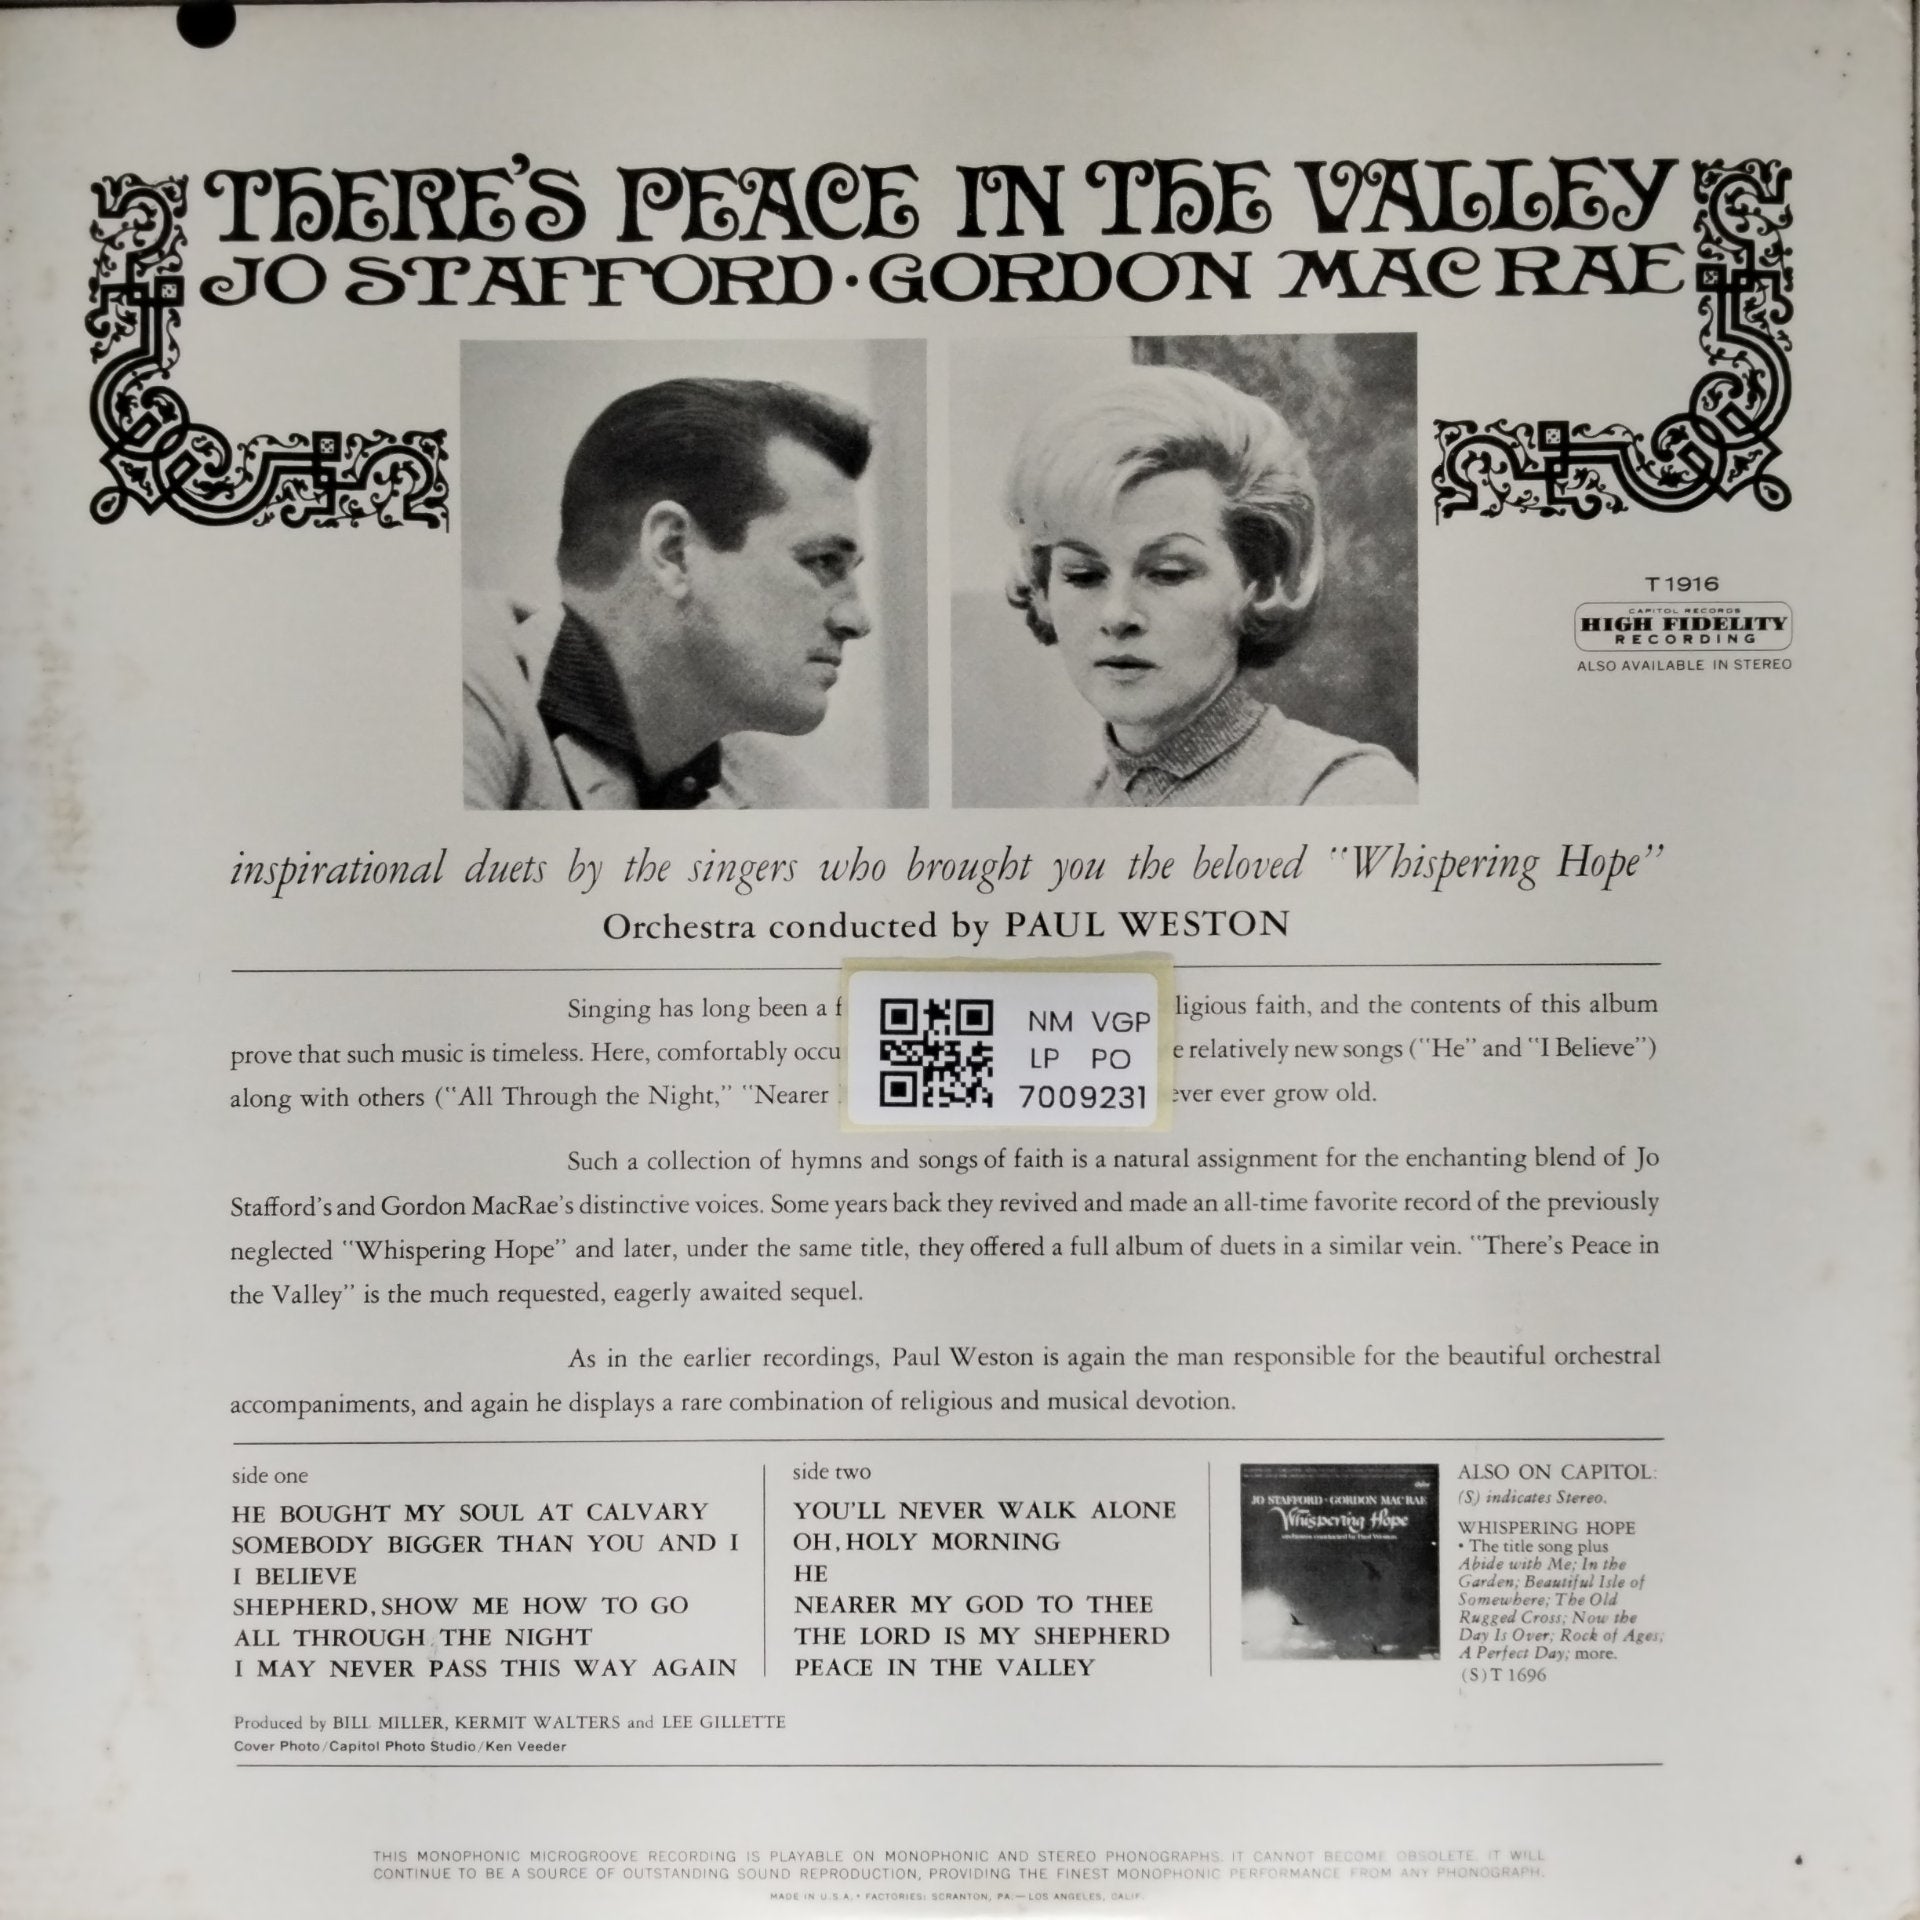 THERE'S PEACE IN THE VALLEY
JO STAFFORD · GORDON MACRAE
T 1916
CAPITOL RECORDS
HIGH FIDELITY
RECORDING
ALSO AVAILABLE IN STEREO
inspirational duets by the singers who brought you the beloved "Whispering Hope"
Orchestra conducted by PAUL WESTON
Singing has long been a f
ligious faith, and the contents of this album
prove that such music is timeless. Here, comfortably occu
e relatively new songs ("He" and "I Believe")
along with others ("All Through the Night," "Nearer
ver ever grow old.
NM VGP
LP PO
7009231
Such a collection of hymns and songs of faith is a natural assignment for the enchanting blend of Jo
Stafford's and Gordon MacRae's distinctive voices. Some years back they revived and made an all-time favorite record of the previously
neglected "Whispering Hope" and later, under the same title, they offered a full album of duets in a similar vein. "There's Peace in
the Valley" is the much requested, eagerly awaited sequel.
As in the earlier recordings, Paul Weston is again the man responsible for the beautiful orchestral
accompaniments, and again he displays a rare combination of religious and musical devotion.
side one
HE BOUGHT MY SOUL AT CALVARY
SOMEBODY BIGGER THAN YOU AND I
I BELIEVE
SHEPHERD, SHOW ME HOW TO GO
ALL THROUGH THE NIGHT
I MAY NEVER PASS THIS WAY AGAIN
side two
YOU'LL NEVER WALK ALONE
OH, HOLY MORNING
HE
NEARER MY GOD TO THEE
THE LORD IS MY SHEPHERD
PEACE IN THE VALLEY
JO STAFFORD · GORDON MACRAE
Whispering Hope
orchestra conducted by Paul Weston
ALSO ON CAPITOL:
(S) indicates Stereo.
WHISPERING HOPE
• The title song plus
Abide with Me; In the
Garden; Beautiful Isle of
Somewhere; The Old
Rugged Cross; Now the
Day Is Over; Rock of Ages;
A Perfect Day; more.
(S)T 1696
Produced by BILL MILLER, KERMIT WALTERS and LEE GILLETTE
Cover Photo/Capitol Photo Studio/Ken Veeder
THIS MONOPHONIC MICROGROOVE RECORDING IS PLAYABLE ON MONOPHONIC AND STEREO PHONOGRAPHS. IT CANNOT BECOME OBSOLETE. IT WILL
CONTINUE TO BE A SOURCE OF OUTSTANDING SOUND REPRODUCTION, PROVIDING THE FINEST MONOPHONIC PERFORMANCE FROM ANY PHONOGRAPH.
MADE IN U.S.A. • FACTORIES: SCRANTON, PA.—LOS ANGELES, CALIF.